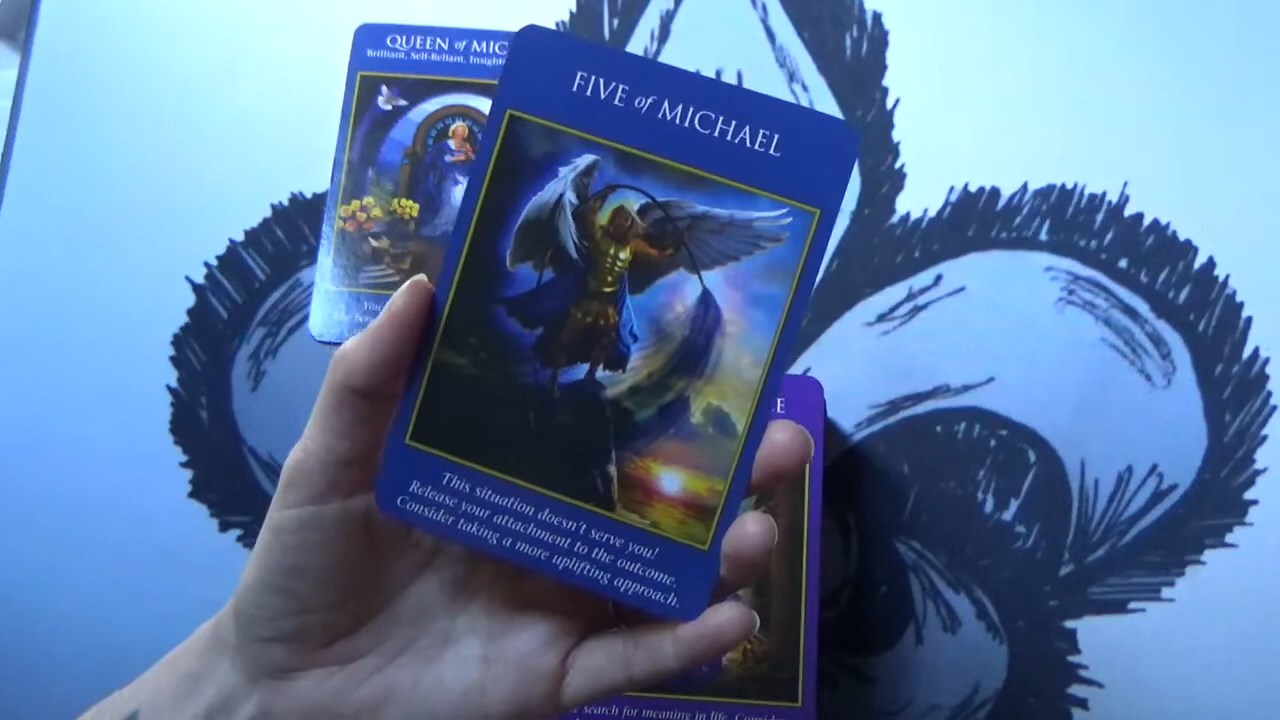 QUEEN of MIC
Brilliant, Self-Reliant, Insight
FIVE of MICHAEL
This situation doesn't serve you!
Release your attachment to the outcome.
Consider taking a more uplifting approach.
search for meaning in life.